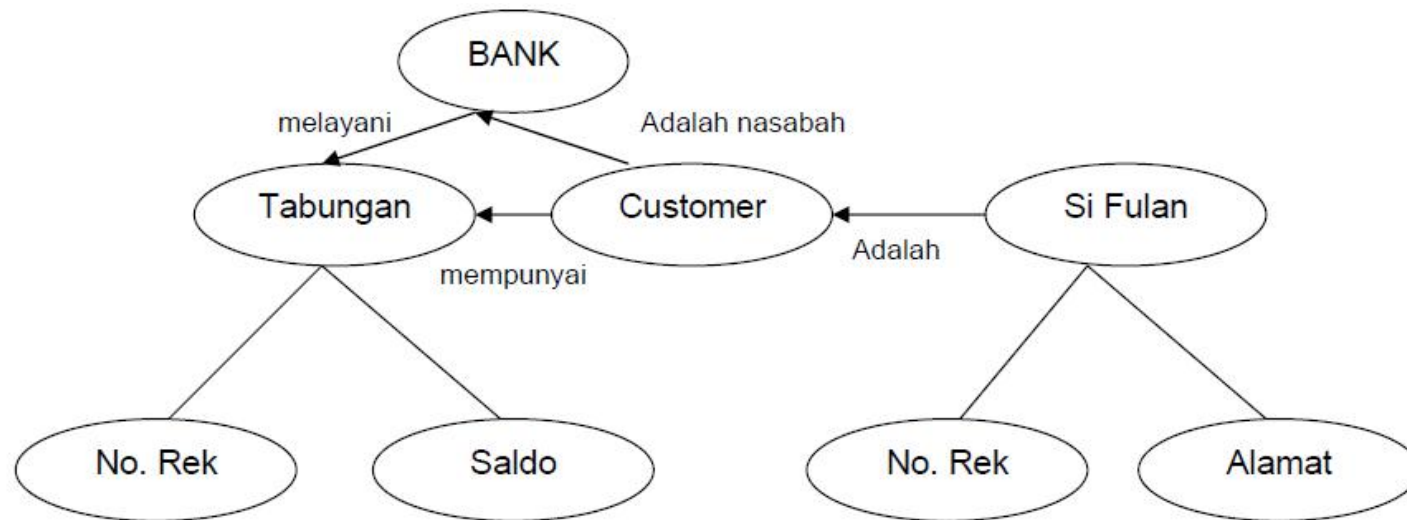 BANK
melayani
Adalah nasabah
Tabungan
Customer
Si Fulan
mempunyai
Adalah
No. Rek
Saldo
No. Rek
Alamat